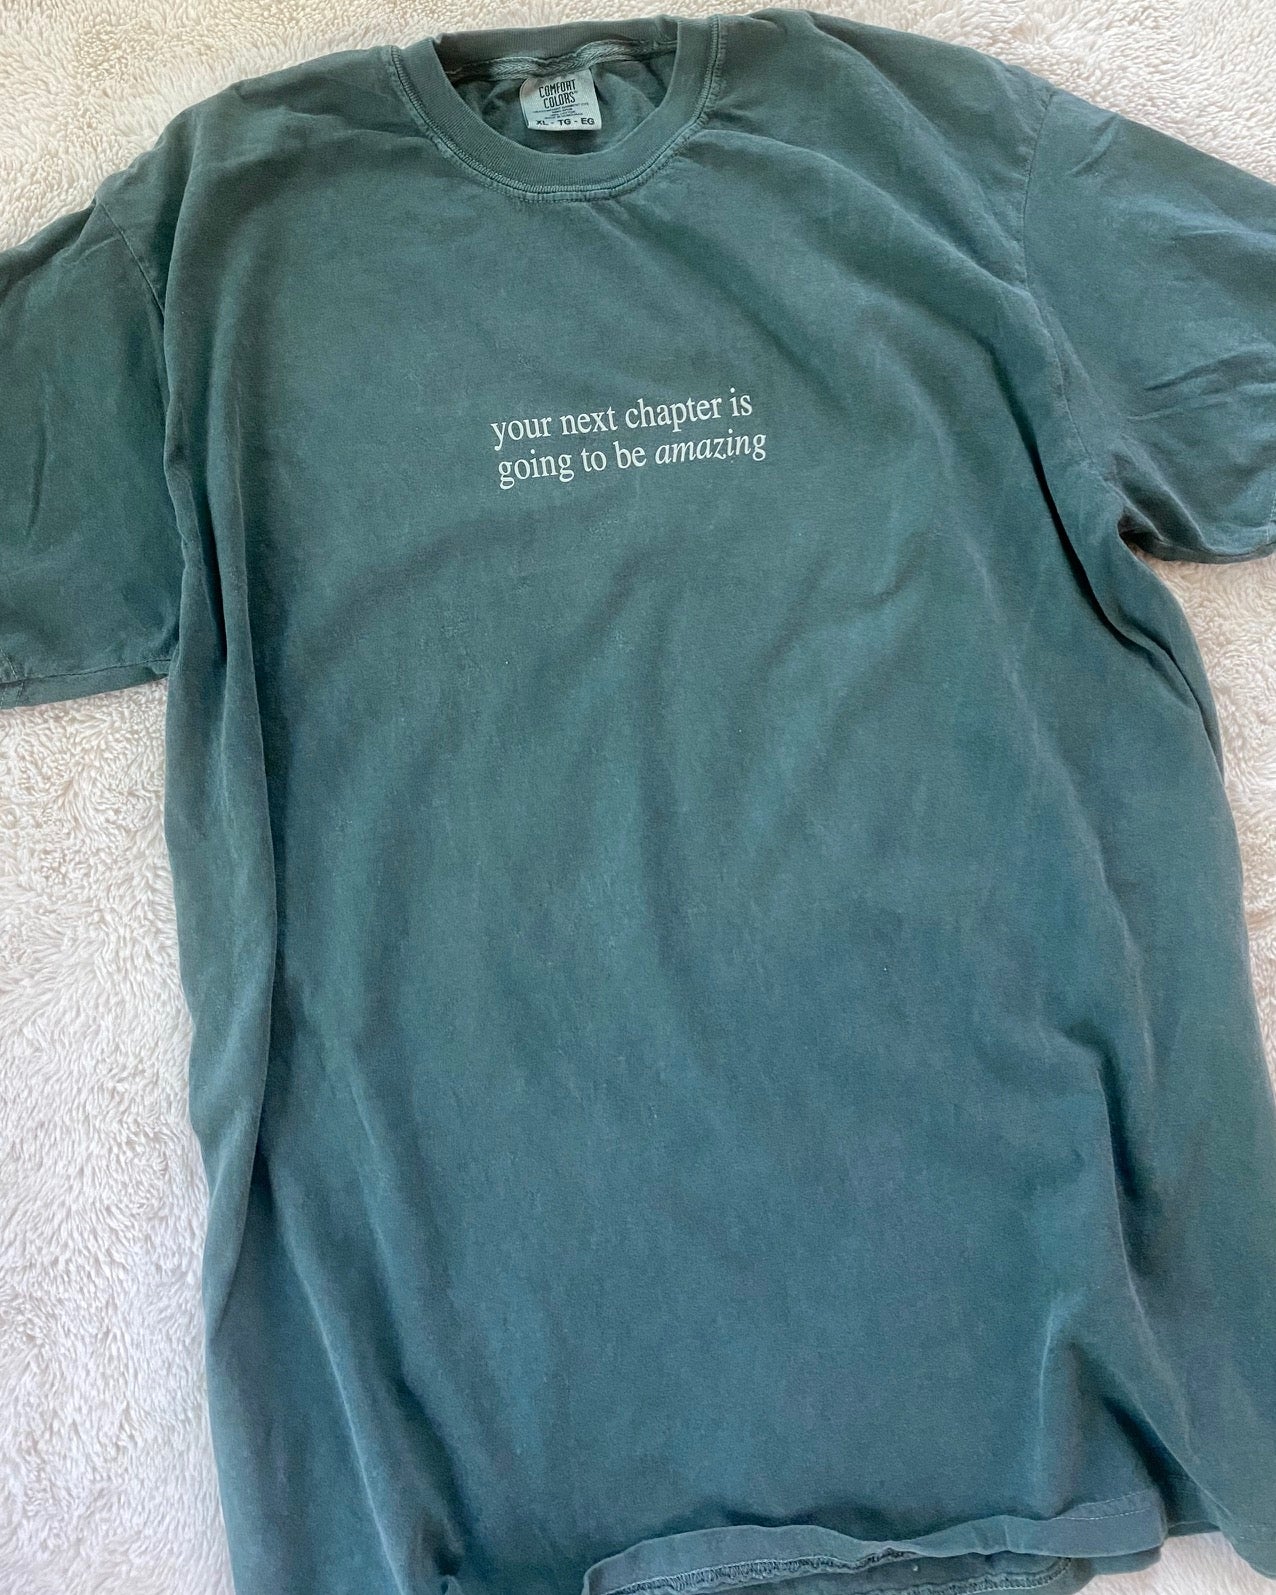 COMFORT
COLORS
XL - TG - EG
your next chapter is
going to be amazing